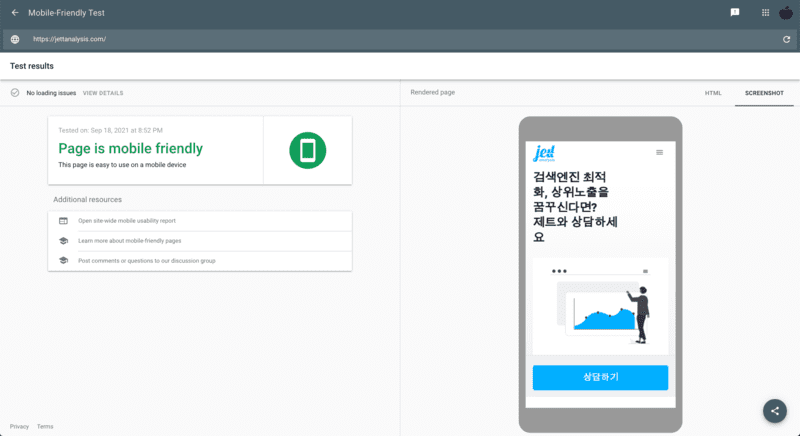 Mobile-Friendly Test
https://jettanalysis.com/
Test results
No loading issues VIEW DETAILS
Tested on: Sep 18, 2021 at 8:52 PM
Page is mobile friendly
This page is easy to use on a mobile device
Additional resources
Open site-wide mobile usability report
Learn more about mobile-friendly pages
Post comments or questions to our discussion group
Privacy Terms
Rendered page HTML SCREENSHOT
검색엔진 최적
화, 상위노출을
꿈꾸신다면?
제트와 상담하세
요
상담하기